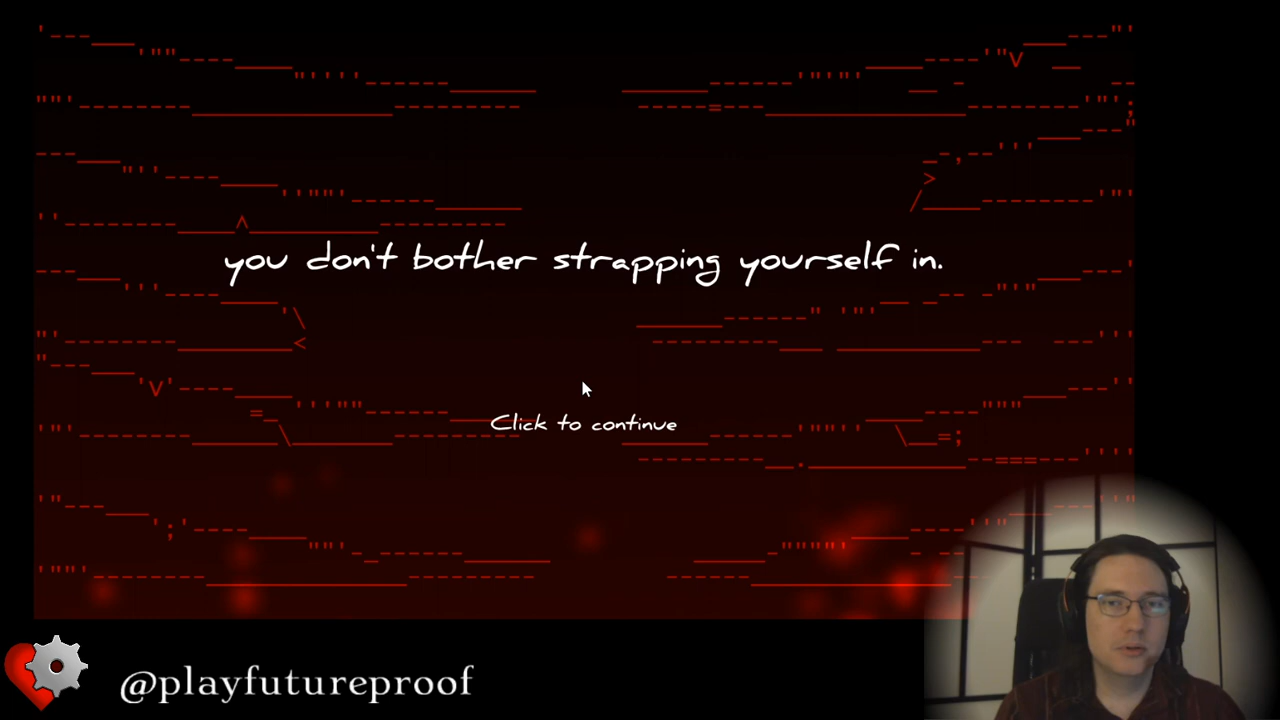 you don't bother strapping yourself in.
Click to continue
@playfutureproof